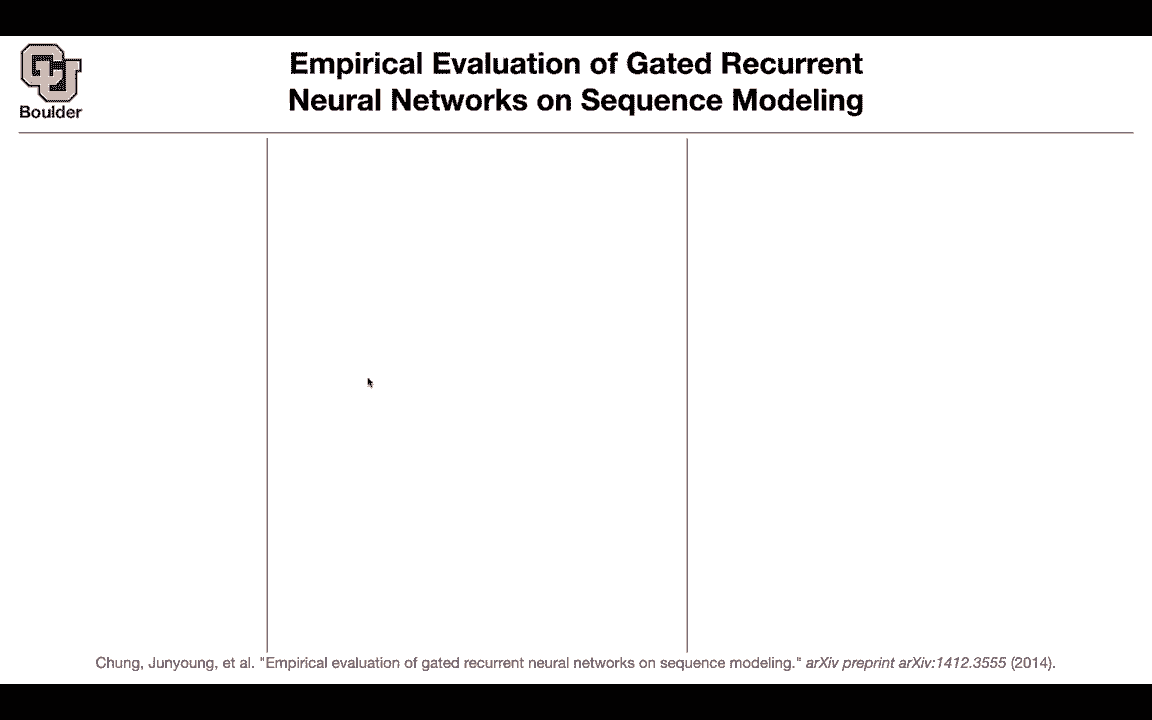 CU
Boulder
Empirical Evaluation of Gated Recurrent
Neural Networks on Sequence Modeling
Chung, Junyoung, et al. "Empirical evaluation of gated recurrent neural networks on sequence modeling." arXiv preprint arXiv:1412.3555 (2014).